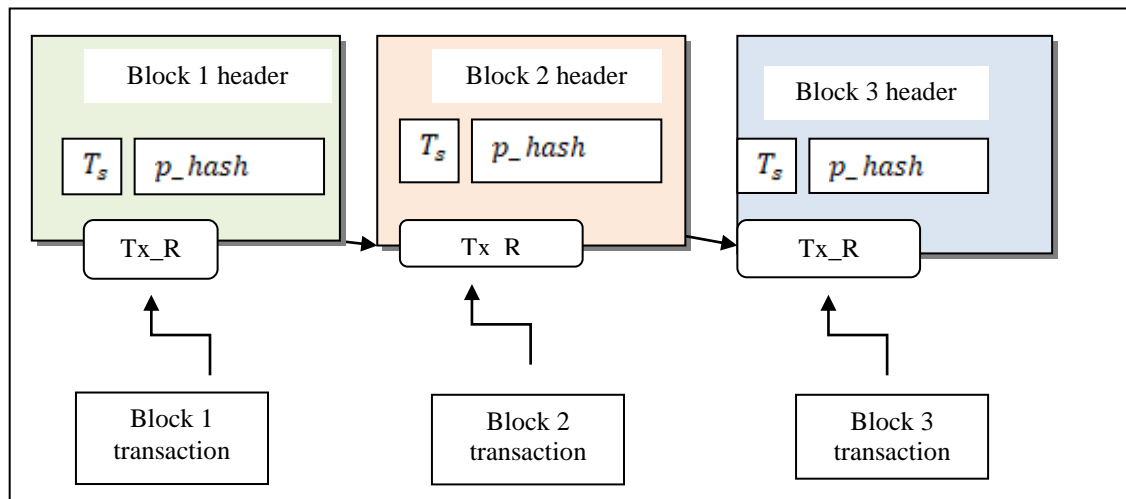 Block 1 header
Block 2 header
Block 3 header
T_s p_hash
T_s p_hash
T_s p_hash
Tx_R
Tx_R
Tx_R
Block 1
transaction
Block 2
transaction
Block 3
transaction